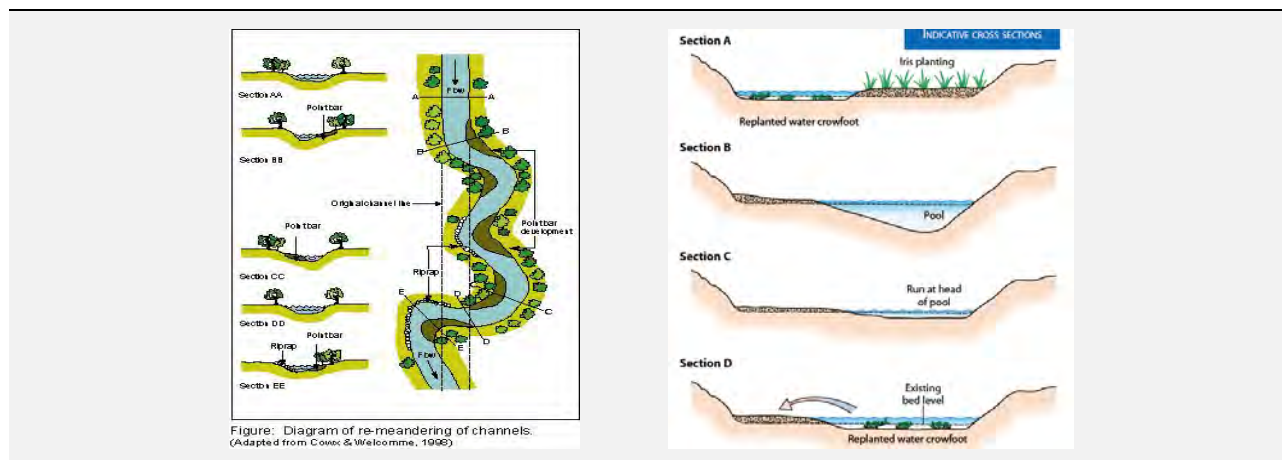 Section AA
Point bar
Section BB
Point bar
Section CC
Section DD
Riprap
Point bar
Section EE
Flow
A
A
B
B
Original channel line
Point bar
development
Riprap
E
D
C
D
E
Flow
Figure: Diagram of re-meandering of channels.
(Adapted from Cowx & Welcomme, 1998)
INDICATIVE CROSS SECTIONS
Section A
Iris planting
Replanted water crowfoot
Section B
Pool
Section C
Run at head
of pool
Section D
Existing
bed level
Replanted water crowfoot